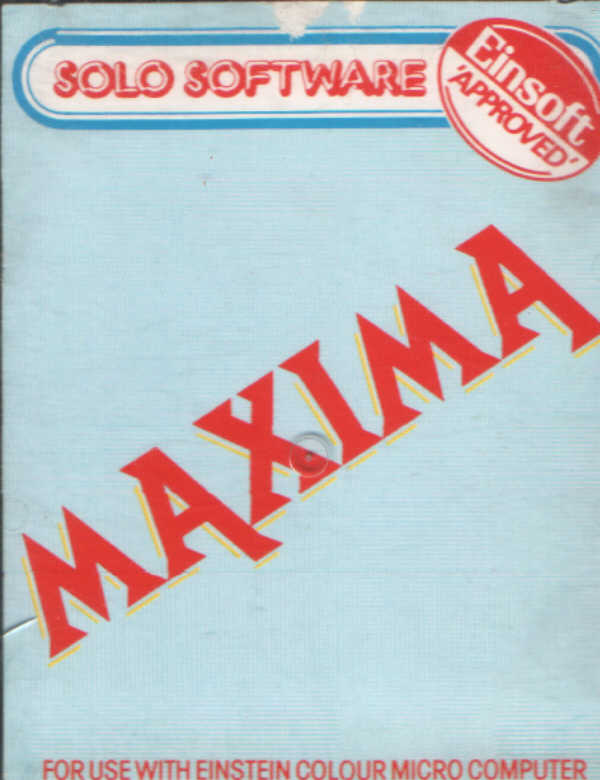 SOLO SOFTWARE
Einsoft
'APPROVED'
MAXIMA
FOR USE WITH EINSTEIN COLOUR MICRO COMPUTER